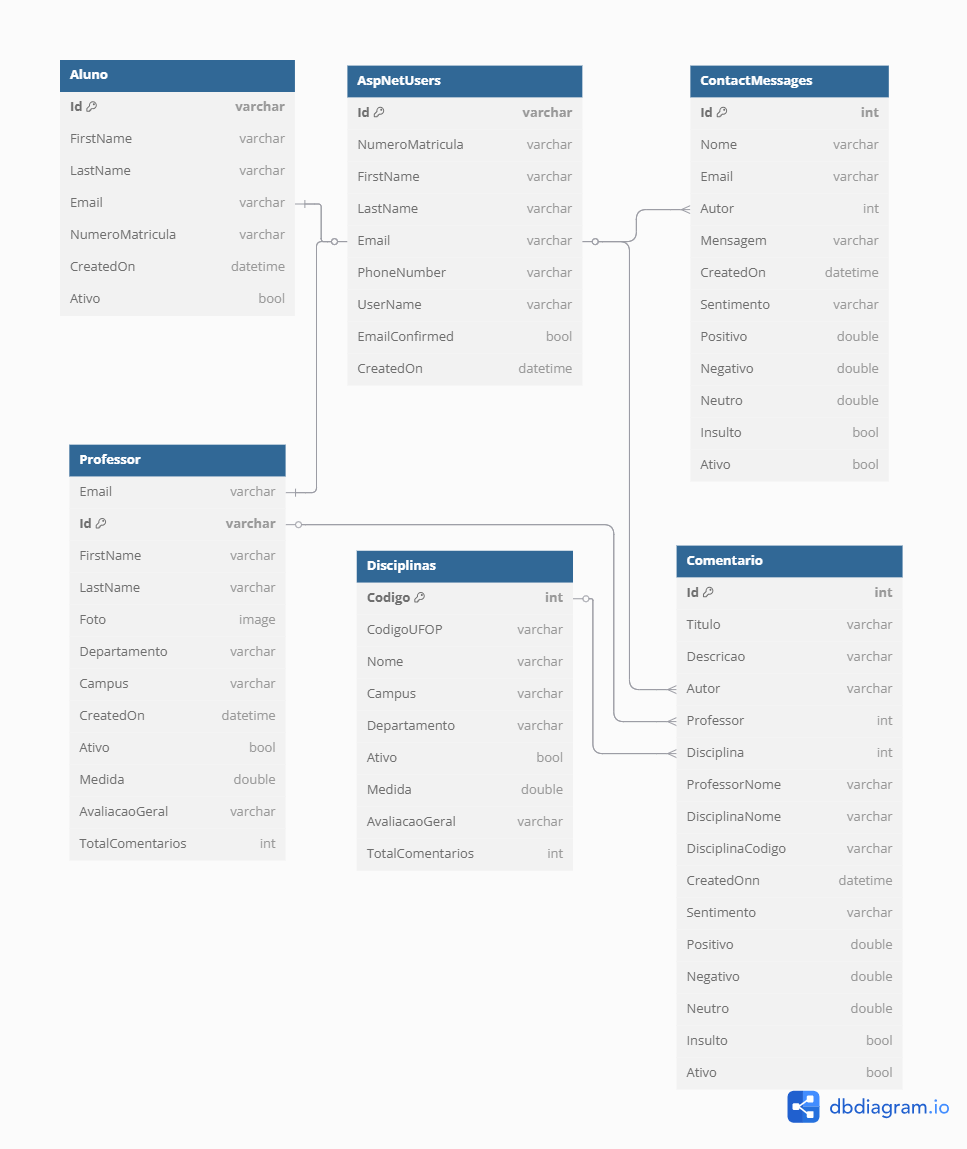 Aluno
Id varchar
FirstName varchar
LastName varchar
Email varchar
NumeroMatricula varchar
CreatedOn datetime
Ativo bool
AspNetUsers
Id varchar
NumeroMatricula varchar
FirstName varchar
LastName varchar
Email varchar
PhoneNumber varchar
UserName varchar
EmailConfirmed bool
CreatedOn datetime
ContactMessages
Id int
Nome varchar
Email varchar
Autor int
Mensagem varchar
CreatedOn datetime
Sentimento varchar
Positivo double
Negativo double
Neutro double
Insulto bool
Ativo bool
Professor
Email varchar
Id varchar
FirstName varchar
LastName varchar
Foto image
Departamento varchar
Campus varchar
CreatedOn datetime
Ativo bool
Medida double
AvaliacaoGeral varchar
TotalComentarios int
Disciplinas
Codigo int
CodigoUFOP varchar
Nome varchar
Campus varchar
Departamento varchar
Ativo bool
Medida double
AvaliacaoGeral varchar
TotalComentarios int
Comentario
Id int
Titulo varchar
Descricao varchar
Autor varchar
Professor int
Disciplina int
ProfessorNome varchar
DisciplinaNome varchar
DisciplinaCodigo varchar
CreatedOnn datetime
Sentimento varchar
Positivo double
Negativo double
Neutro double
Insulto bool
Ativo bool
dbdiagram.io